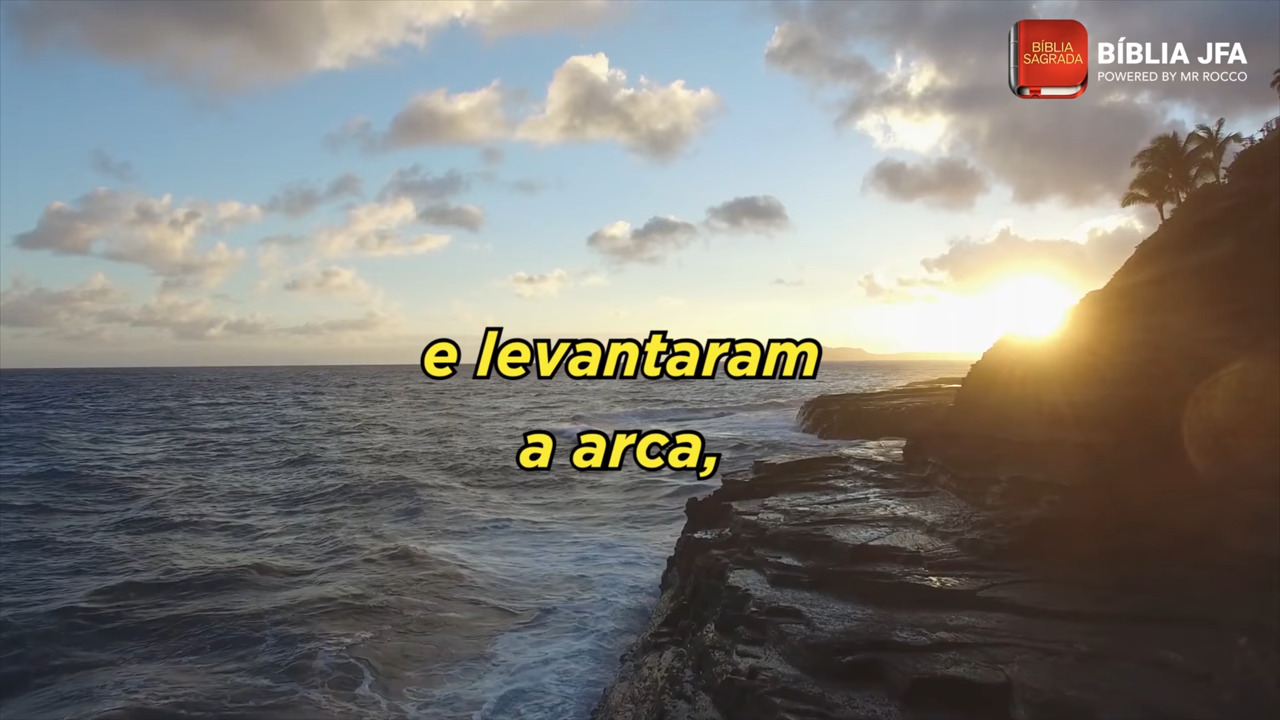 BÍBLIA
SAGRADA
BÍBLIA JFA
POWERED BY MR ROCCO
e levantaram
a arca,